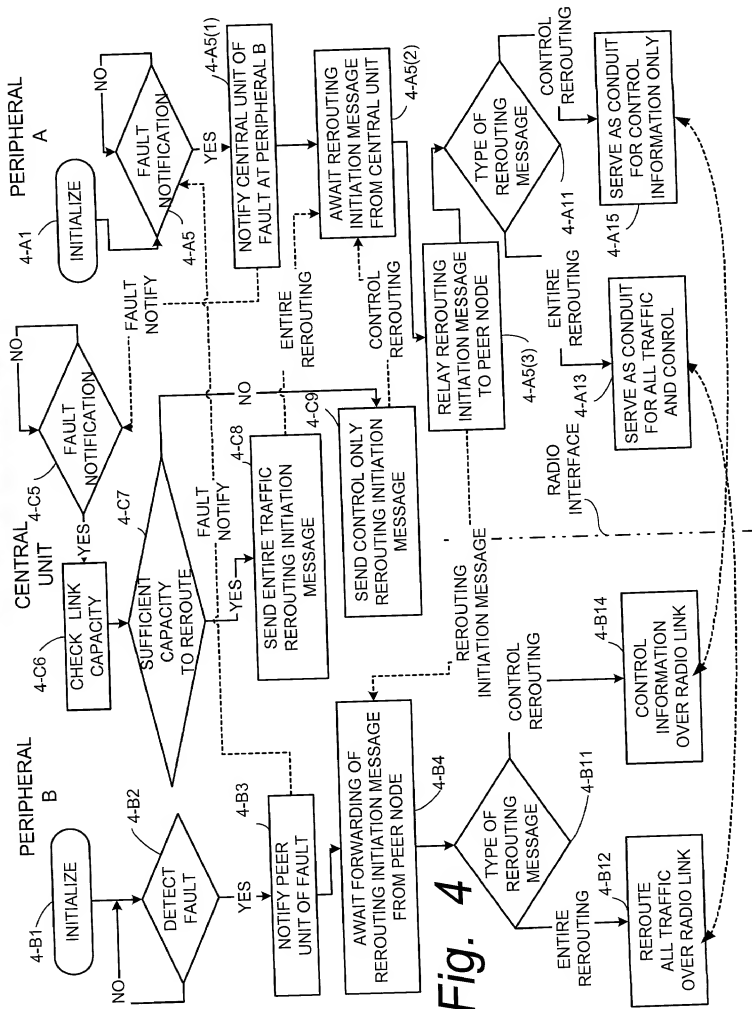 PERIPHERAL
B
4-B1
INITIALIZE
4-B2
DETECT
FAULT
NO
YES
4-B3
NOTIFY PEER
UNIT OF FAULT
AWAIT FORWARDING OF
REROUTING INITIATION MESSAGE
FROM PEER NODE
4-B4
TYPE OF
REROUTING
MESSAGE
4-B11
ENTIRE
REROUTING
CONTROL
REROUTING
4-B12
REROUTE
ALL TRAFFIC
OVER RADIO LINK
4-B14
CONTROL
INFORMATION
OVER RADIO LINK
Fig. 4
CENTRAL
UNIT
4-C5
FAULT
NOTIFICATION
NO
YES
4-C6
CHECK LINK
CAPACITY
4-C7
SUFFICIENT
CAPACITY
TO REROUTE
YES
NO
4-C8
SEND ENTIRE TRAFFIC
REROUTING INITIATION
MESSAGE
4-C9
SEND CONTROL ONLY
REROUTING INITIATION
MESSAGE
FAULT
NOTIFY
FAULT
NOTIFY
ENTIRE
REROUTING
CONTROL
REROUTING
REROUTING
INITIATION MESSAGE
RADIO
INTERFACE
PERIPHERAL
A
4-A1
INITIALIZE
FAULT
NOTIFICATION
NO
4-A5
YES
4-A5(1)
NOTIFY CENTRAL UNIT OF
FAULT AT PERIPHERAL B
AWAIT REROUTING
INITIATION MESSAGE
FROM CENTRAL UNIT
4-A5(2)
RELAY REROUTING
INITIATION MESSAGE
TO PEER NODE
4-A5(3)
TYPE OF
REROUTING
MESSAGE
4-A11
ENTIRE
REROUTING
CONTROL
REROUTING
4-A13
SERVE AS CONDUIT
FOR ALL TRAFFIC
AND CONROL
4-A15
SERVE AS CONDUIT
FOR CONTROL
INFORMATION ONLY